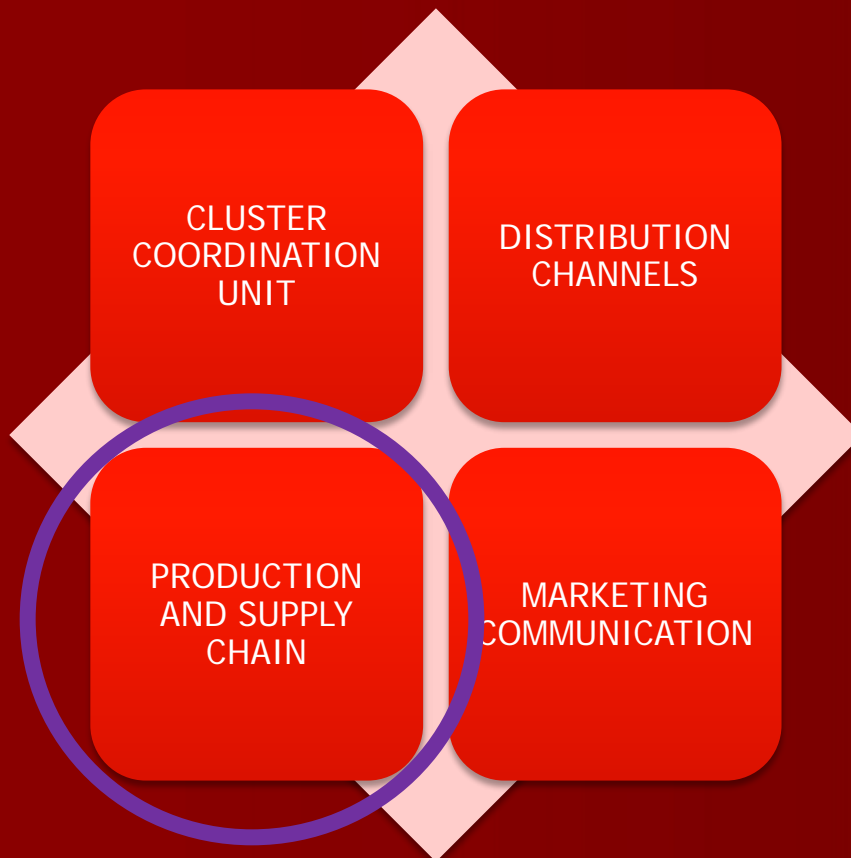 CLUSTER
COORDINATION
UNIT
DISTRIBUTION
CHANNELS
PRODUCTION
AND SUPPLY
CHAIN
MARKETING
COMMUNICATION